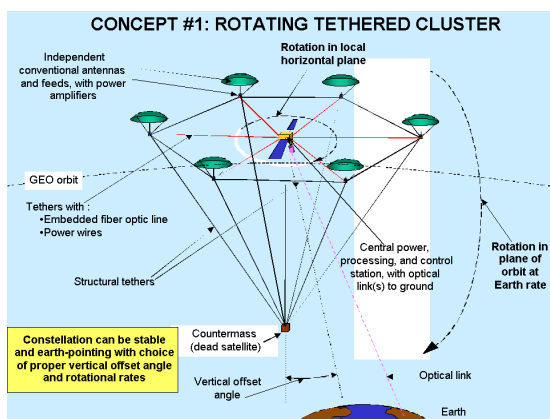 CONCEPT #1: ROTATING TETHERED CLUSTER
Independent
conventional antennas
and feeds, with power
amplifiers
Rotation in local
horizontal plane
GEO orbit
Tethers with :
•Embedded fiber optic line
•Power wires
Structural tethers
Central power,
processing, and control
station, with optical
link(s) to ground
Rotation in
plane of
orbit at
Earth rate
Constellation can be stable
and earth-pointing with choice
of proper vertical offset angle
and rotational rates
Countermass
(dead satellite)
Vertical offset
angle
Optical link
Earth